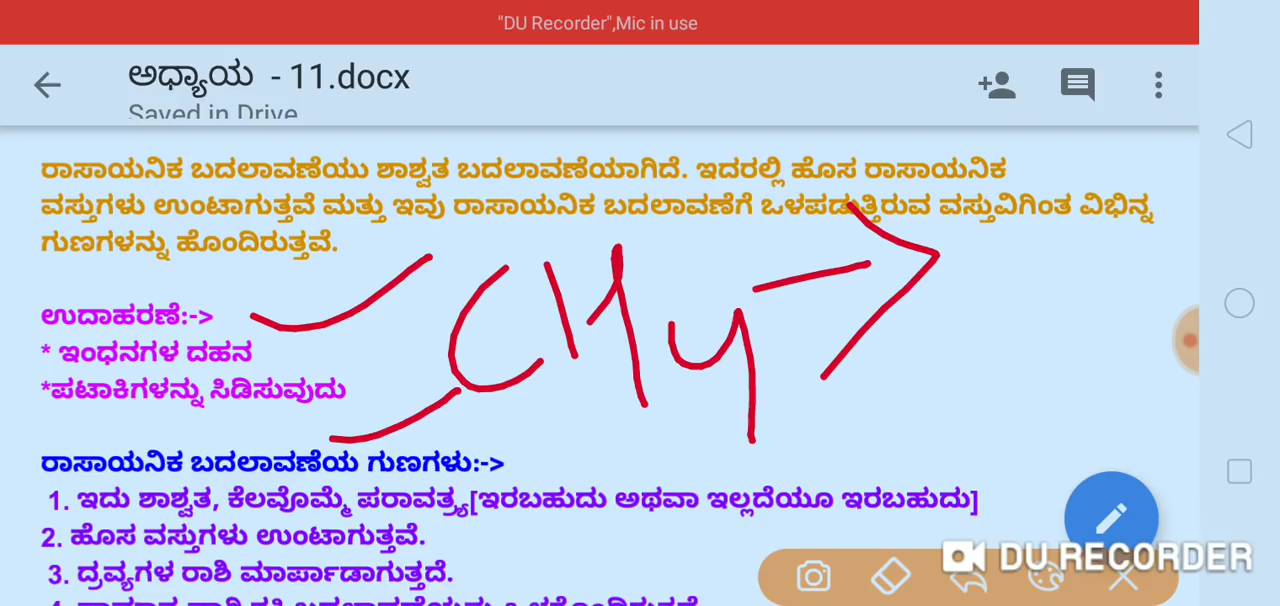 "DU Recorder",Mic in use
ಅಧ್ಯಾಯ - 11.docx
Saved in Drive
ರಾಸಾಯನಿಕ ಬದಲಾವಣೆಯು ಶಾಶ್ವತ ಬದಲಾವಣೆಯಾಗಿದೆ. ಇದರಲ್ಲಿ ಹೊಸ ರಾಸಾಯನಿಕ
ವಸ್ತುಗಳು ಉಂಟಾಗುತ್ತವೆ ಮತ್ತು ಇವು ರಾಸಾಯನಿಕ ಬದಲಾವಣೆಗೆ ಒಳಪಡುತ್ತಿರುವ ವಸ್ತುವಿಗಿಂತ ವಿಭಿನ್ನ
ಗುಣಗಳನ್ನು ಹೊಂದಿರುತ್ತವೆ.
ಉದಾಹರಣೆ:->
CH4 →
* ಇಂಧನಗಳ ದಹನ
*ಪಟಾಕಿಗಳನ್ನು ಸಿಡಿಸುವುದು
ರಾಸಾಯನಿಕ ಬದಲಾವಣೆಯ ಗುಣಗಳು:->
1. ಇದು ಶಾಶ್ವತ, ಕೆಲವೊಮ್ಮೆ ಪರಾವರ್ತ್ಯ[ಇರಬಹುದು ಅಥವಾ ಇಲ್ಲದೆಯೂ ಇರಬಹುದು]
2. ಹೊಸ ವಸ್ತುಗಳು ಉಂಟಾಗುತ್ತವೆ.
3. ದ್ರವ್ಯಗಳ ರಾಶಿ ಮಾರ್ಪಾಡಾಗುತ್ತದೆ.
DU RECORDER